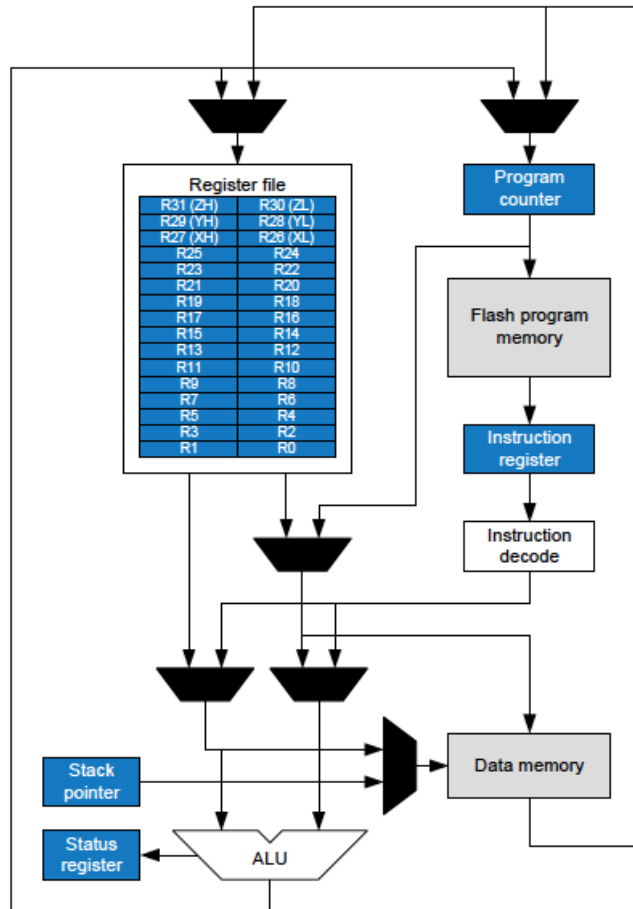 Register file
R31 (ZH) R30 (ZL)
R29 (YH) R28 (YL)
R27 (XH) R26 (XL)
R25 R24
R23 R22
R21 R20
R19 R18
R17 R16
R15 R14
R13 R12
R11 R10
R9 R8
R7 R6
R5 R4
R3 R2
R1 R0
Program
counter
Flash program
memory
Instruction
register
Instruction
decode
Stack
pointer
Data memory
Status
register
ALU